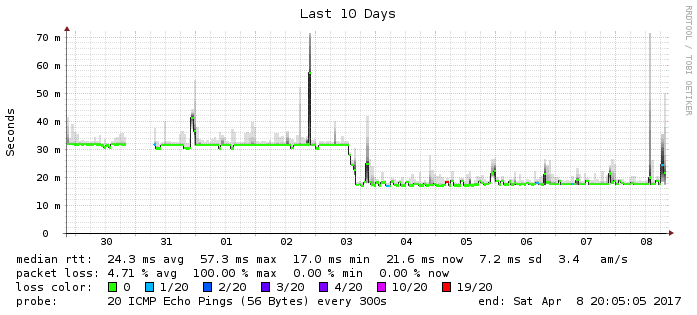 Last 10 Days
RRDTOOL / TOBI OETIKER
Seconds
70 m
60 m
50 m
40 m
30 m
20 m
10 m
0
30 31 01 02 03 04 05 06 07 08
median rtt: 24.3 ms avg 57.3 ms max 17.0 ms min 21.6 ms now 7.2 ms sd 3.4 am/s
packet loss: 4.71 % avg 100.00 % max 0.00 % min 0.00 % now
loss color: 0 1/20 2/20 3/20 4/20 10/20 19/20
probe: 20 ICMP Echo Pings (56 Bytes) every 300s end: Sat Apr 8 20:05:05 2017